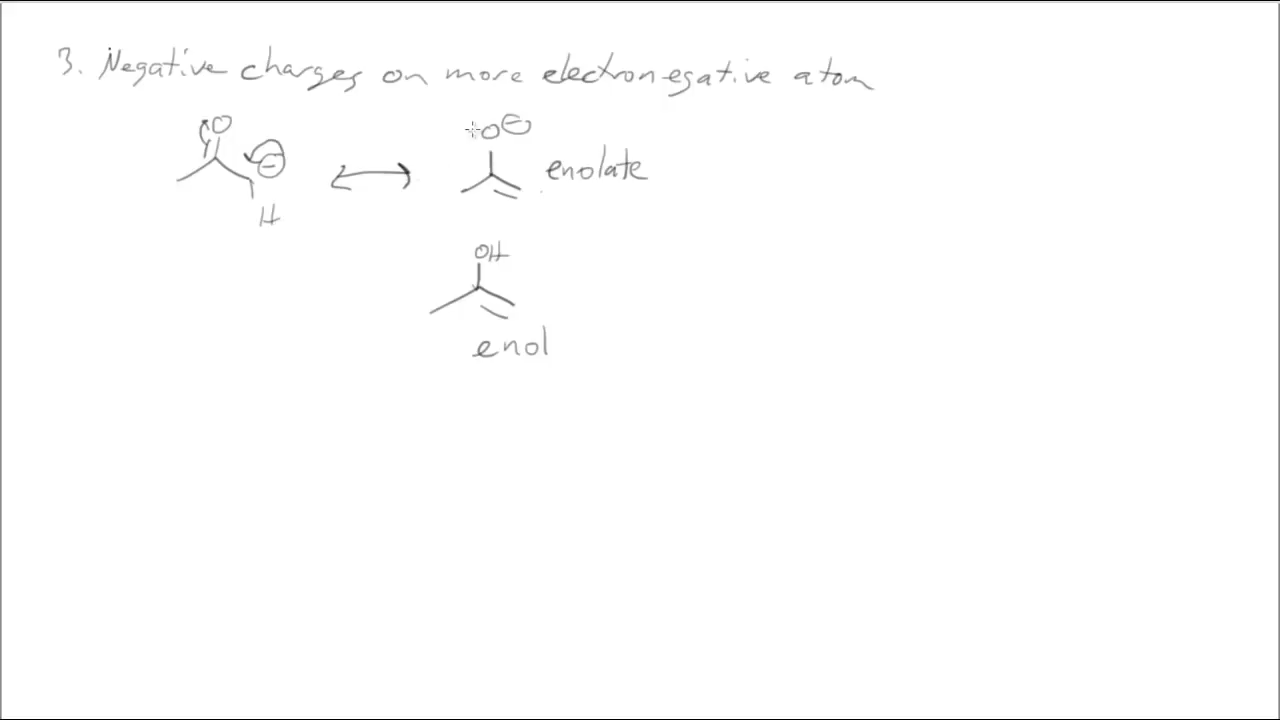 3. Negative charges on more electronegative atom
O
O⊖
⊖
enolate
H
OH
enol